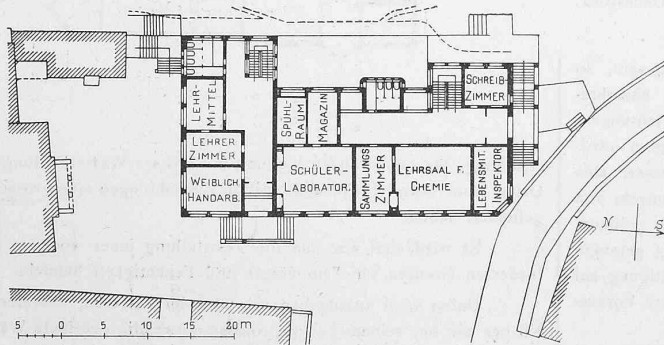 SCHREIB-
ZIMMER
LEHR-
MITTEL
SPÜHL-
RAUM
MAGAZIN
LEHRER
ZIMMER
WEIBLICH.
HANDARB.
SCHÜLER-
LABORATOR.
SAMMLUNGS
ZIMMER
LEHRSAAL F.
CHEMIE
LEBENSMIT.
INSPEKTOR
N S
5 0 5 10 15 20 m